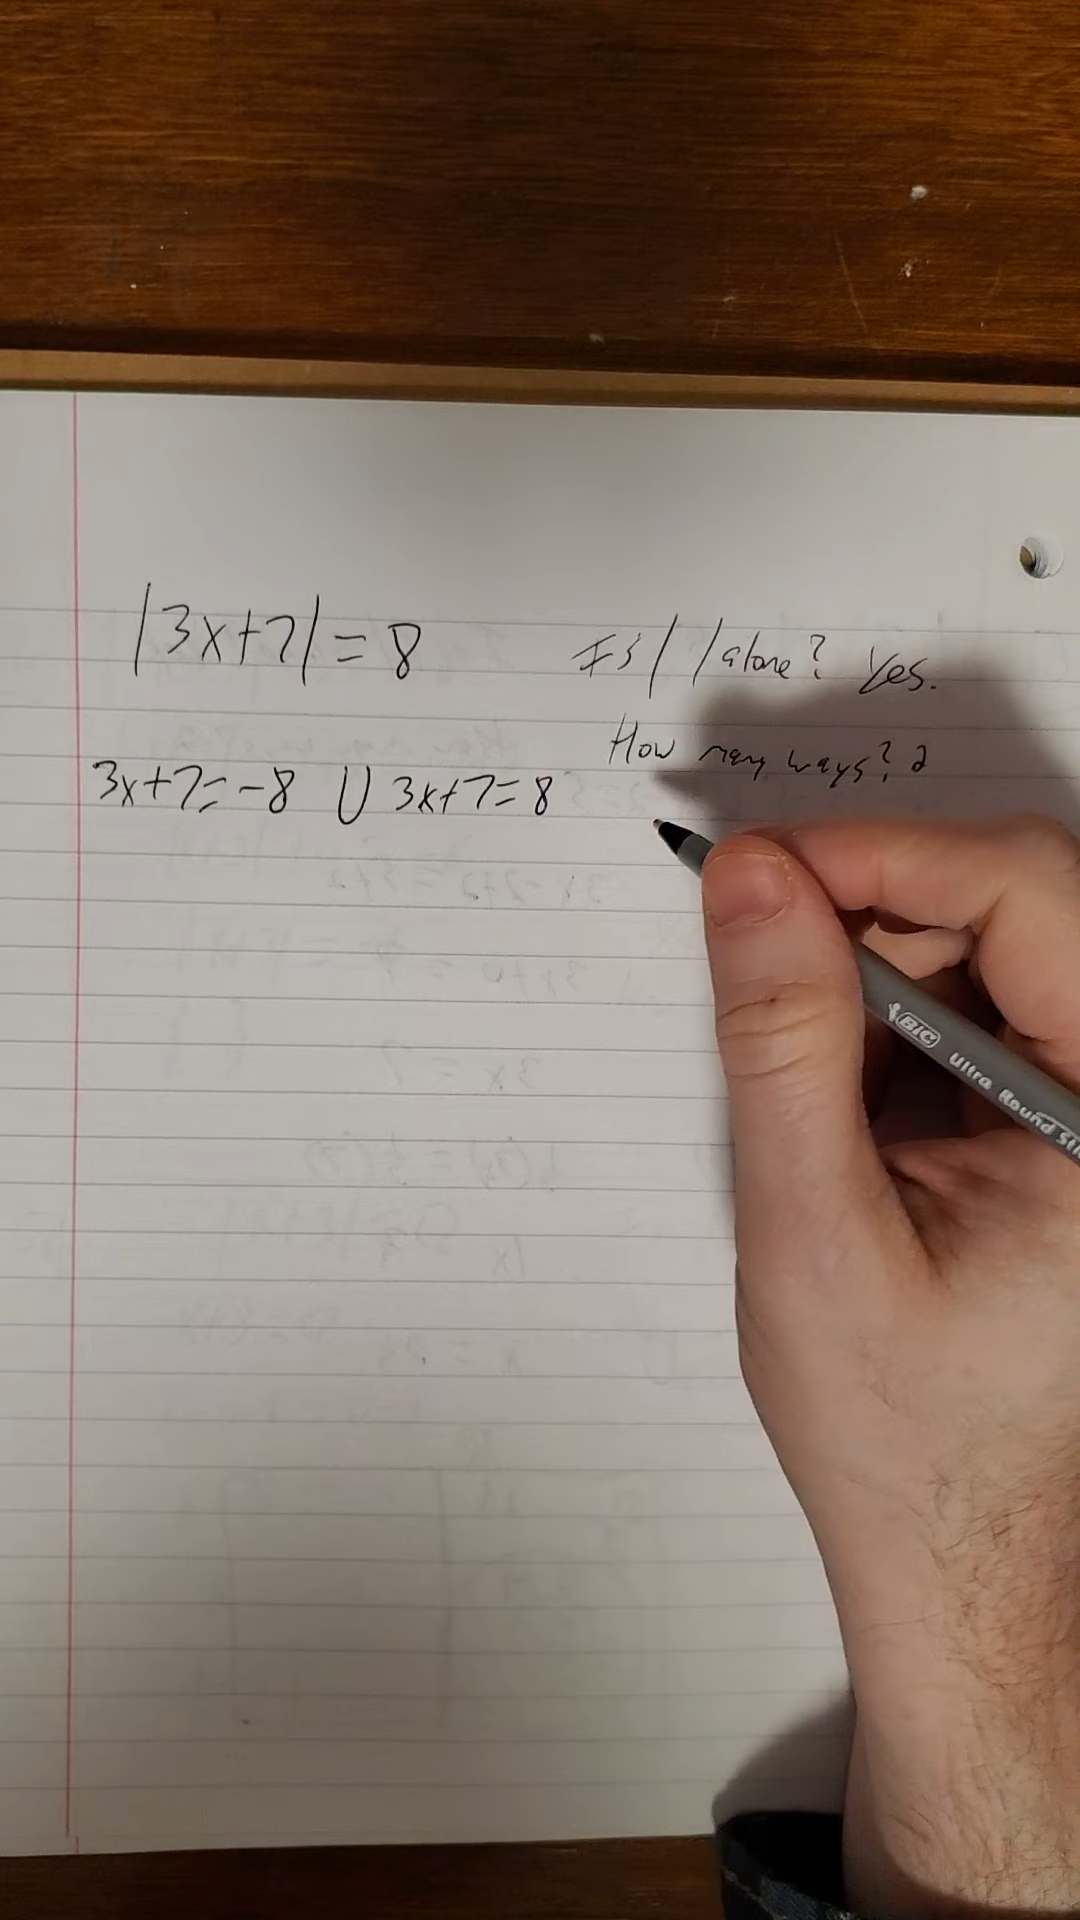 |3x+7|=8
Is | | alone? Yes.
How many ways? 2
3x+7=-8 ∪ 3x+7=8
BIC Ultra Round Stic